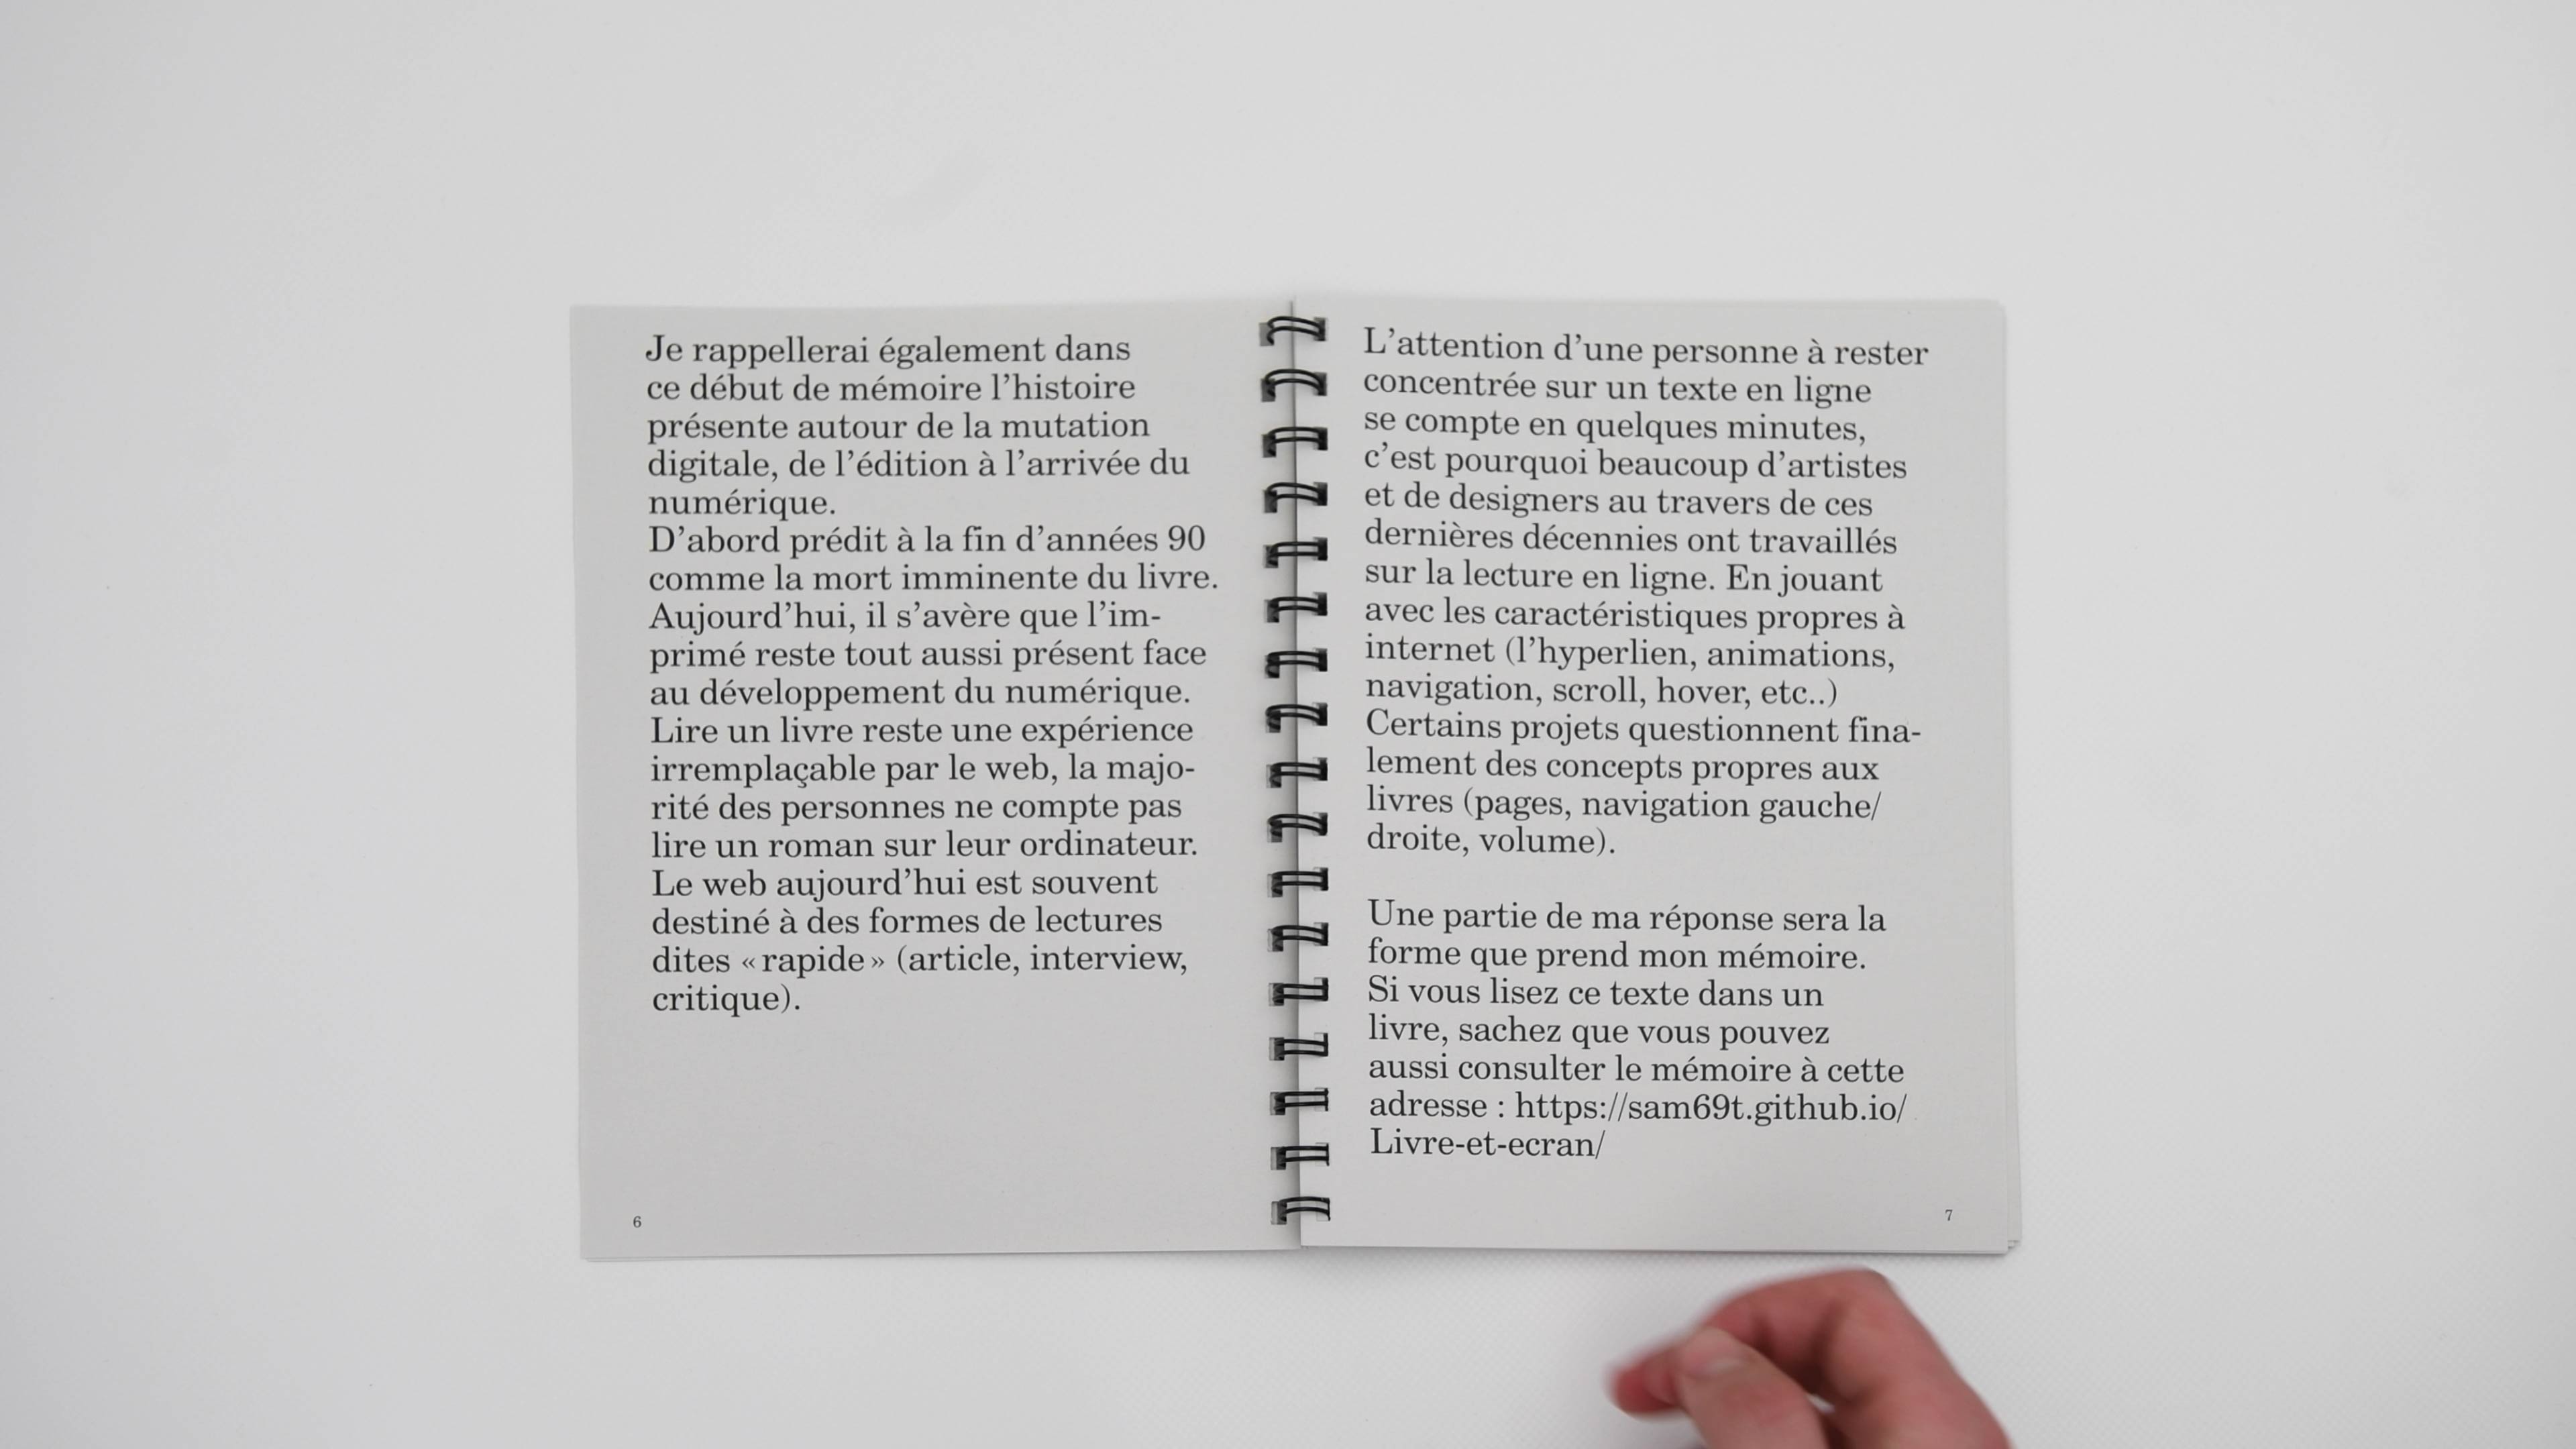 Je rappellerai également dans
ce début de mémoire l’histoire
présente autour de la mutation
digitale, de l’édition à l’arrivée du
numérique.
D’abord prédit à la fin d’années 90
comme la mort imminente du livre.
Aujourd’hui, il s’avère que l’im-
primé reste tout aussi présent face
au développement du numérique.
Lire un livre reste une expérience
irremplaçable par le web, la majo-
rité des personnes ne compte pas
lire un roman sur leur ordinateur.
Le web aujourd’hui est souvent
destiné à des formes de lectures
dites « rapide » (article, interview,
critique).
6
L’attention d’une personne à rester
concentrée sur un texte en ligne
se compte en quelques minutes,
c’est pourquoi beaucoup d’artistes
et de designers au travers de ces
dernières décennies ont travaillés
sur la lecture en ligne. En jouant
avec les caractéristiques propres à
internet (l’hyperlien, animations,
navigation, scroll, hover, etc..)
Certains projets questionnent fina-
lement des concepts propres aux
livres (pages, navigation gauche/
droite, volume).
Une partie de ma réponse sera la
forme que prend mon mémoire.
Si vous lisez ce texte dans un
livre, sachez que vous pouvez
aussi consulter le mémoire à cette
adresse : https://sam69t.github.io/
Livre-et-ecran/
7